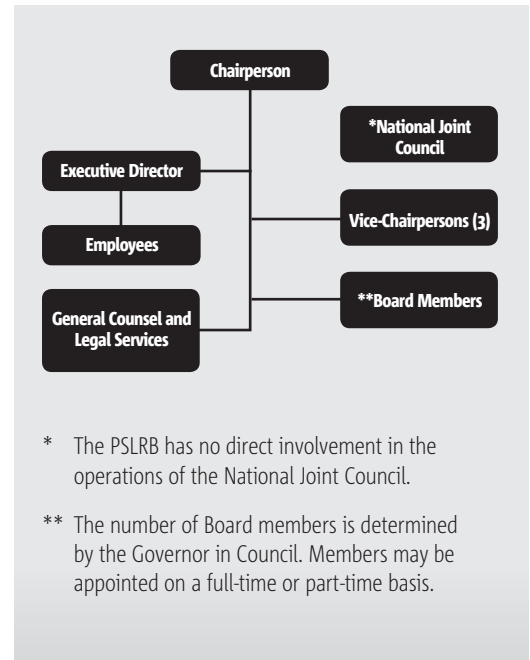 Chairperson
*National Joint
Council
Executive Director
Vice-Chairpersons (3)
Employees
**Board Members
General Counsel and
Legal Services
* The PSLRB has no direct involvement in the
operations of the National Joint Council.
** The number of Board members is determined
by the Governor in Council. Members may be
appointed on a full-time or part-time basis.